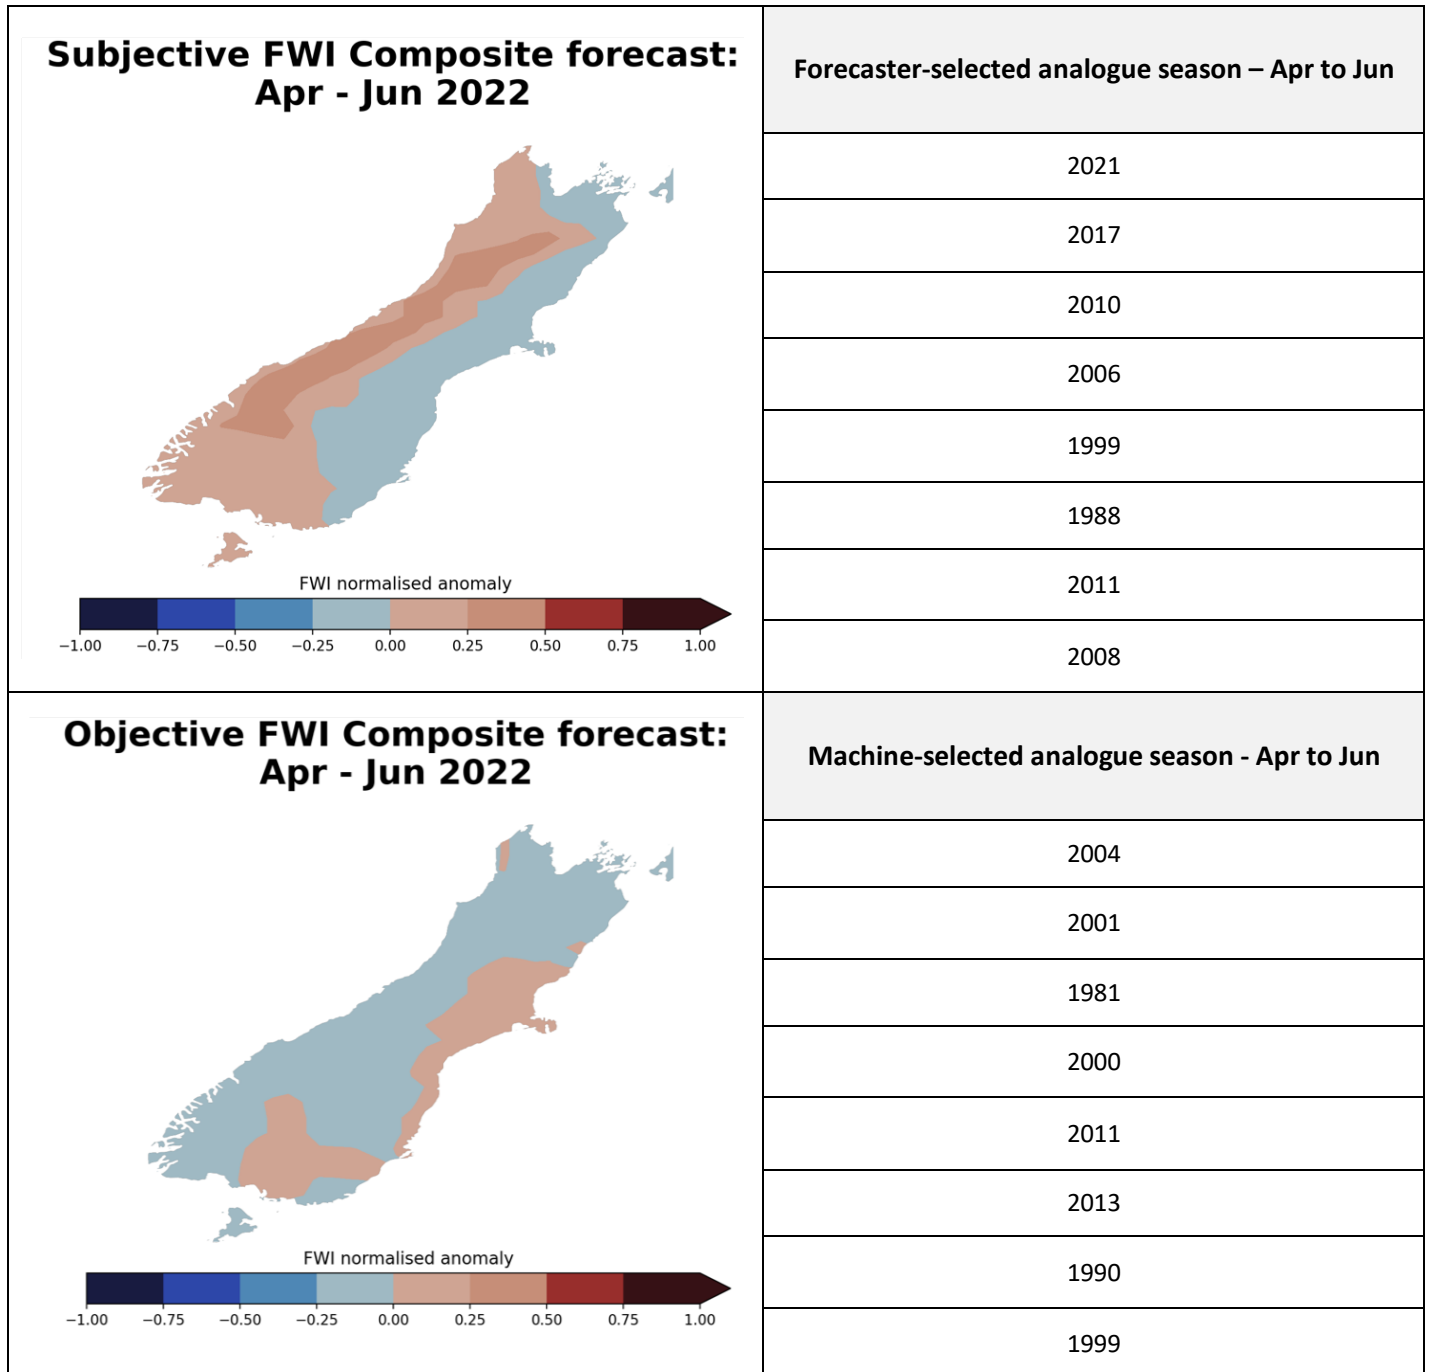 Subjective FWI Composite forecast:
Apr - Jun 2022
FWI normalised anomaly
−1.00 −0.75 −0.50 −0.25 0.00 0.25 0.50 0.75 1.00
Forecaster-selected analogue season – Apr to Jun
2021
2017
2010
2006
1999
1988
2011
2008
Objective FWI Composite forecast:
Apr - Jun 2022
FWI normalised anomaly
−1.00 −0.75 −0.50 −0.25 0.00 0.25 0.50 0.75 1.00
Machine-selected analogue season - Apr to Jun
2004
2001
1981
2000
2011
2013
1990
1999